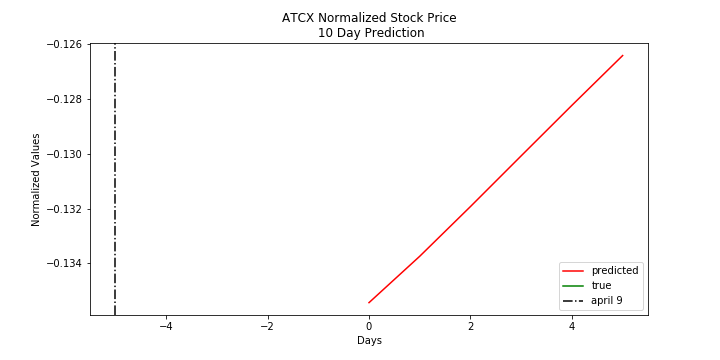 ATCX Normalized Stock Price
10 Day Prediction
−0.126
−0.128
−0.130
−0.132
−0.134
Normalized Values
−4
−2
0
2
4
Days
predicted
true
april 9